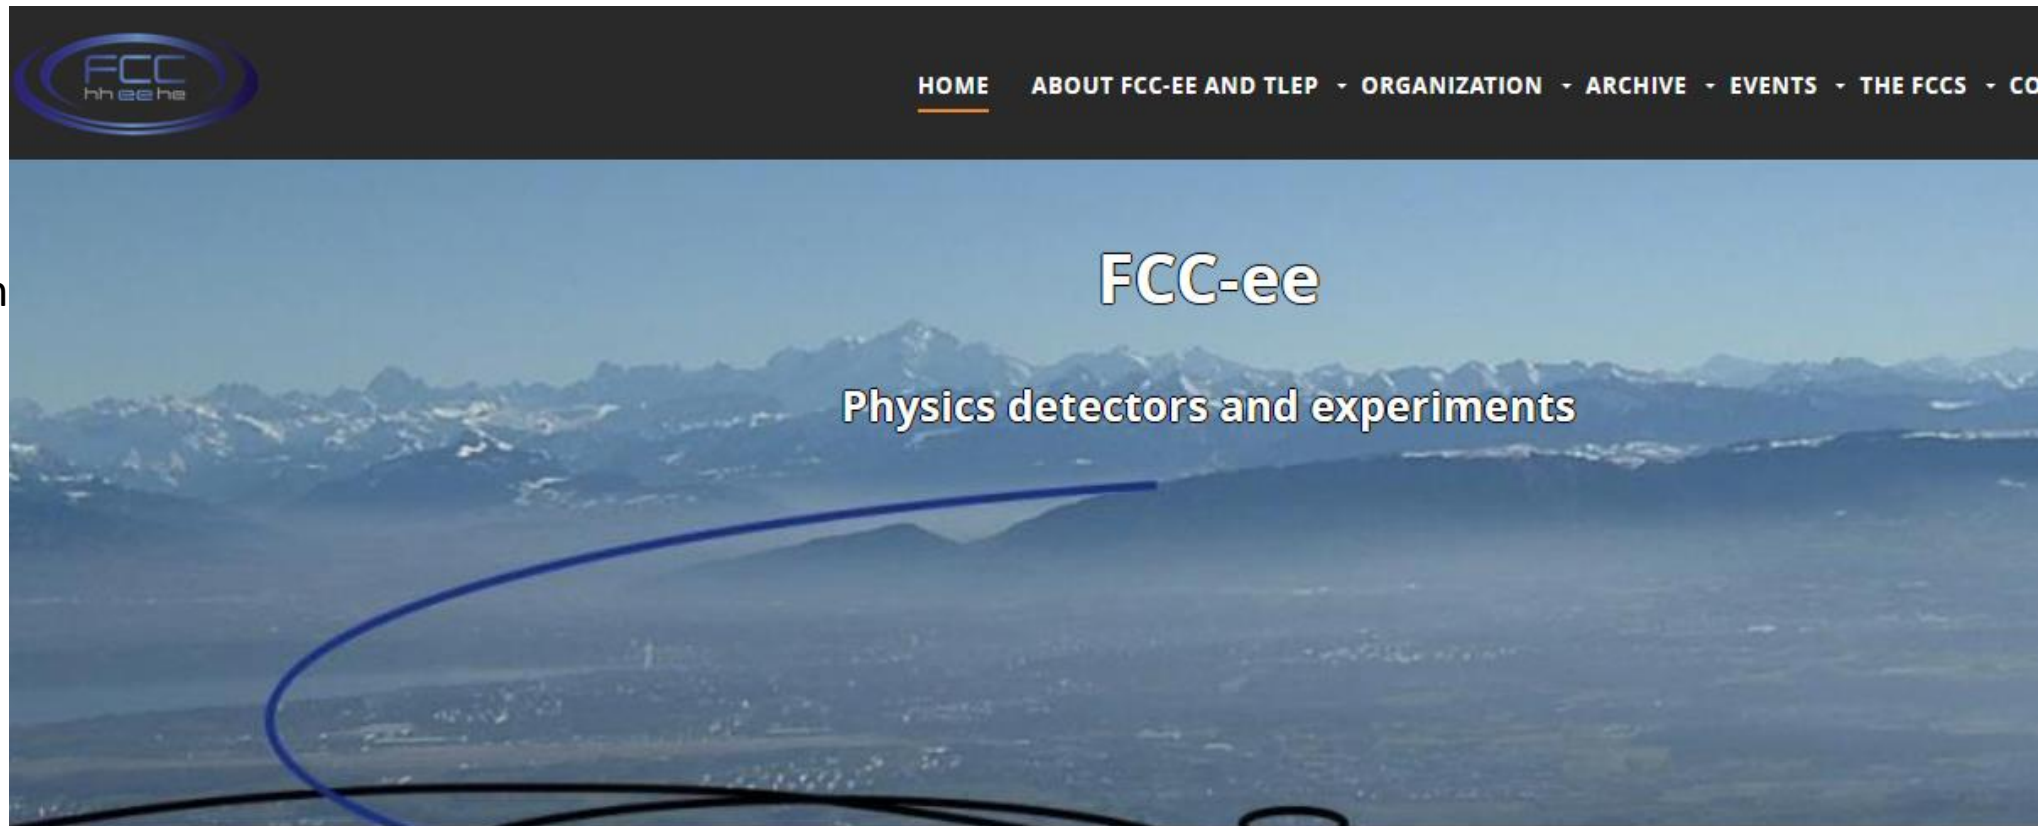 FCC
hh ee he
HOME ABOUT FCC-EE AND TLEP - ORGANIZATION - ARCHIVE - EVENTS - THE FCCS - CO
FCC-ee
Physics detectors and experiments